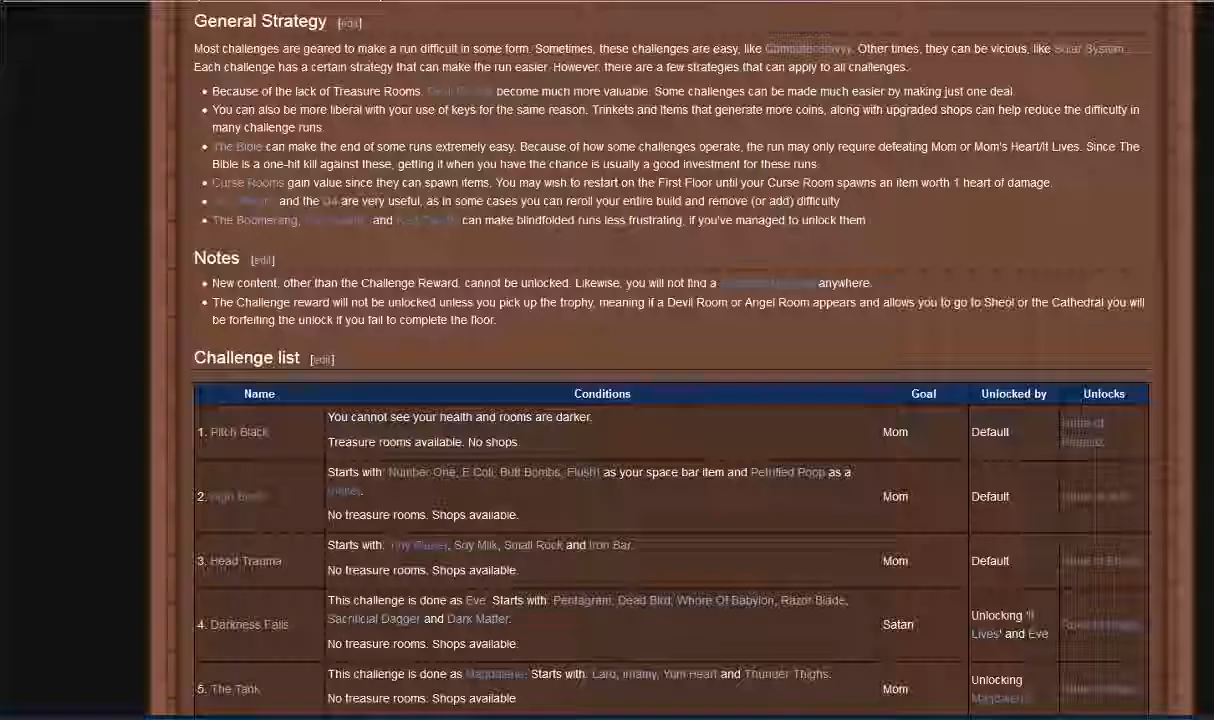 General Strategy [edit]
Most challenges are geared to make a run difficult in some form. Sometimes, these challenges are easy, like Computer Savvy. Other times, they can be vicious, like Solar System.
Each challenge has a certain strategy that can make the run easier. However, there are a few strategies that can apply to all challenges.
Because of the lack of Treasure Rooms, become much more valuable. Some challenges can be made much easier by making just one deal.
You can also be more liberal with your use of keys for the same reason. Trinkets and Items that generate more coins, along with upgraded shops can help reduce the difficulty in
many challenge runs.
The Bible can make the end of some runs extremely easy. Because of how some challenges operate, the run may only require defeating Mom or Mom's Heart/It Lives. Since The
Bible is a one-hit kill against these, getting it when you have the chance is usually a good investment for these runs.
Curse Rooms gain value since they can spawn items. You may wish to restart on the First Floor until your Curse Room spawns an item worth 1 heart of damage.
and the D4 are very useful, as in some cases you can reroll your entire build and remove (or add) difficulty
The Boomerang, and can make blindfolded runs less frustrating, if you've managed to unlock them
Notes [edit]
New content, other than the Challenge Reward, cannot be unlocked. Likewise, you will not find a anywhere.
The Challenge reward will not be unlocked unless you pick up the trophy, meaning if a Devil Room or Angel Room appears and allows you to go to Sheol or the Cathedral you will
be forfeiting the unlock if you fail to complete the floor.
Challenge list [edit]
Name Conditions Goal Unlocked by Unlocks
You cannot see your health and rooms are darker.
1. Pitch Black Mom Default
Treasure rooms available. No shops.
Starts with: Number One, E Coli, Butt Bombs, Flush! as your space bar item and Petrified Poop as a
trinket.
2. High Brow Mom Default
No treasure rooms. Shops available.
Starts with: Tiny Planet, Soy Milk, Small Rock and Iron Bar.
3. Head Trauma Mom Default
No treasure rooms. Shops available.
This challenge is done as Eve. Starts with: Pentagram, Dead Bird, Whore Of Babylon, Razor Blade,
Sacrificial Dagger and Dark Matter.
4. Darkness Falls Satan Unlocking 'It
Lives' and Eve
No treasure rooms. Shops available.
This challenge is done as Magdalene. Starts with: Lard, Infamy, Yum Heart and Thunder Thighs.
5. The Tank Mom Unlocking
Magdalene
No treasure rooms. Shops available